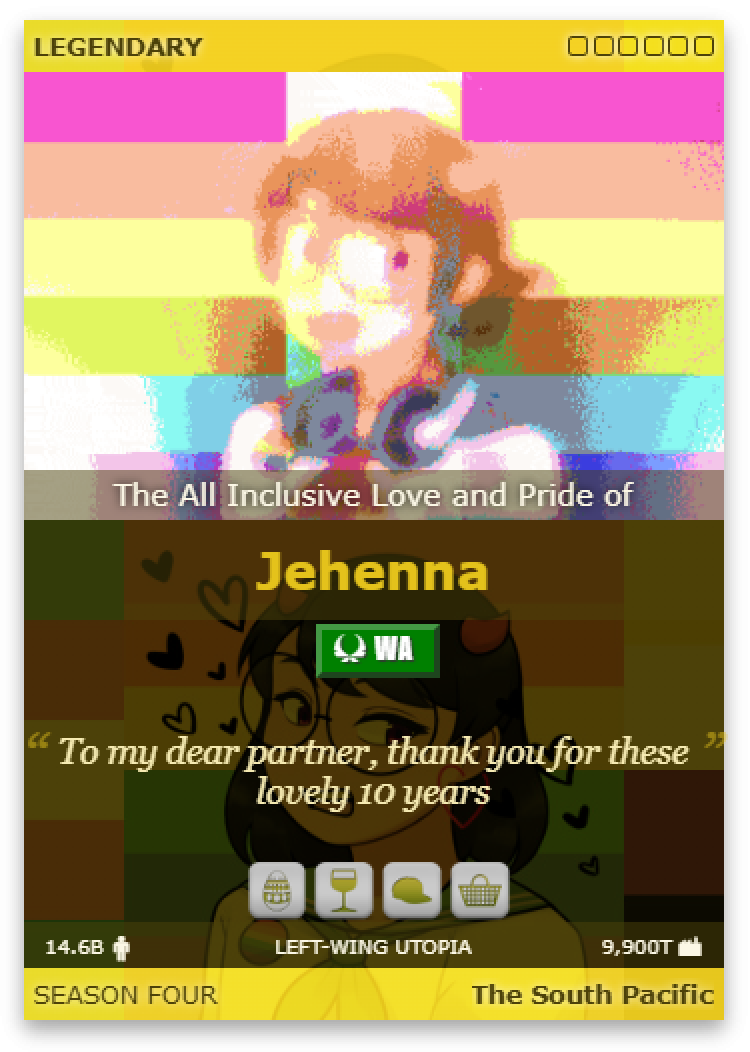 LEGENDARY
The All Inclusive Love and Pride of
Jehenna
WA
“ To my dear partner, thank you for these ”
lovely 10 years
14.6B LEFT-WING UTOPIA 9,900T
SEASON FOUR The South Pacific